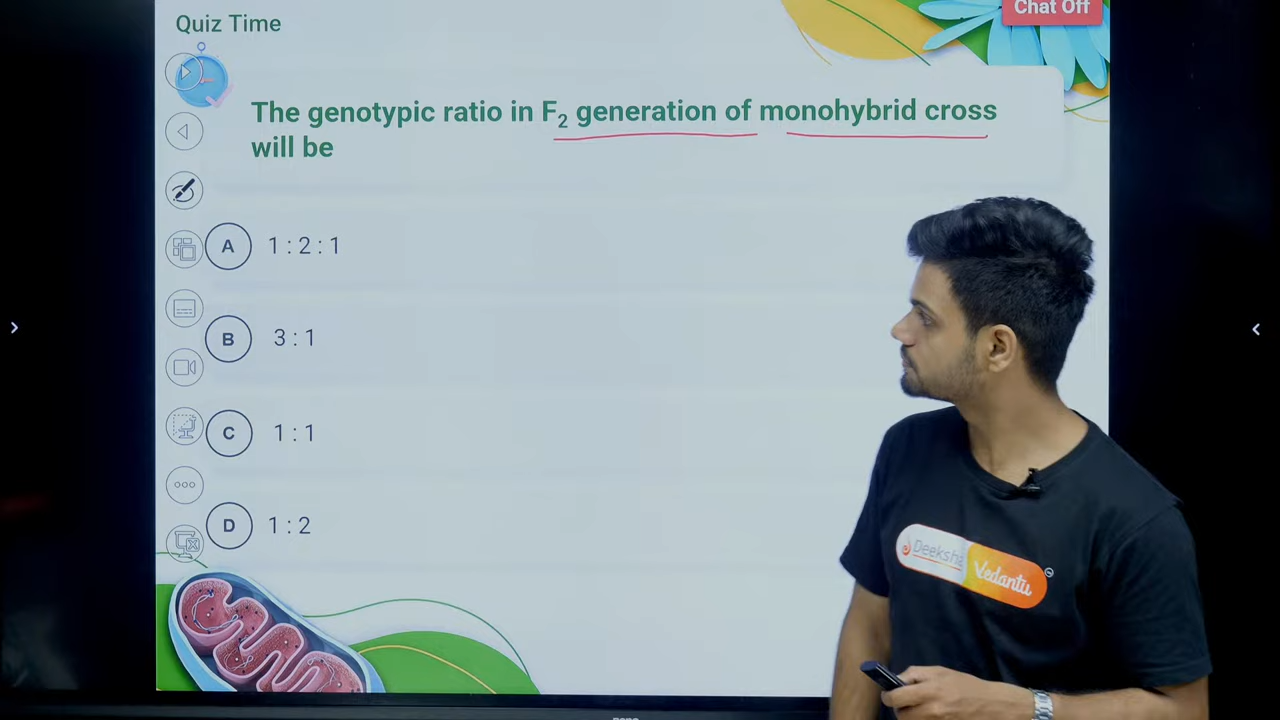 Quiz Time
Chat Off
The genotypic ratio in F₂ generation of monohybrid cross
will be
A 1 : 2 : 1
B 3 : 1
C 1 : 1
D 1 : 2
Deeksha
Vedantu